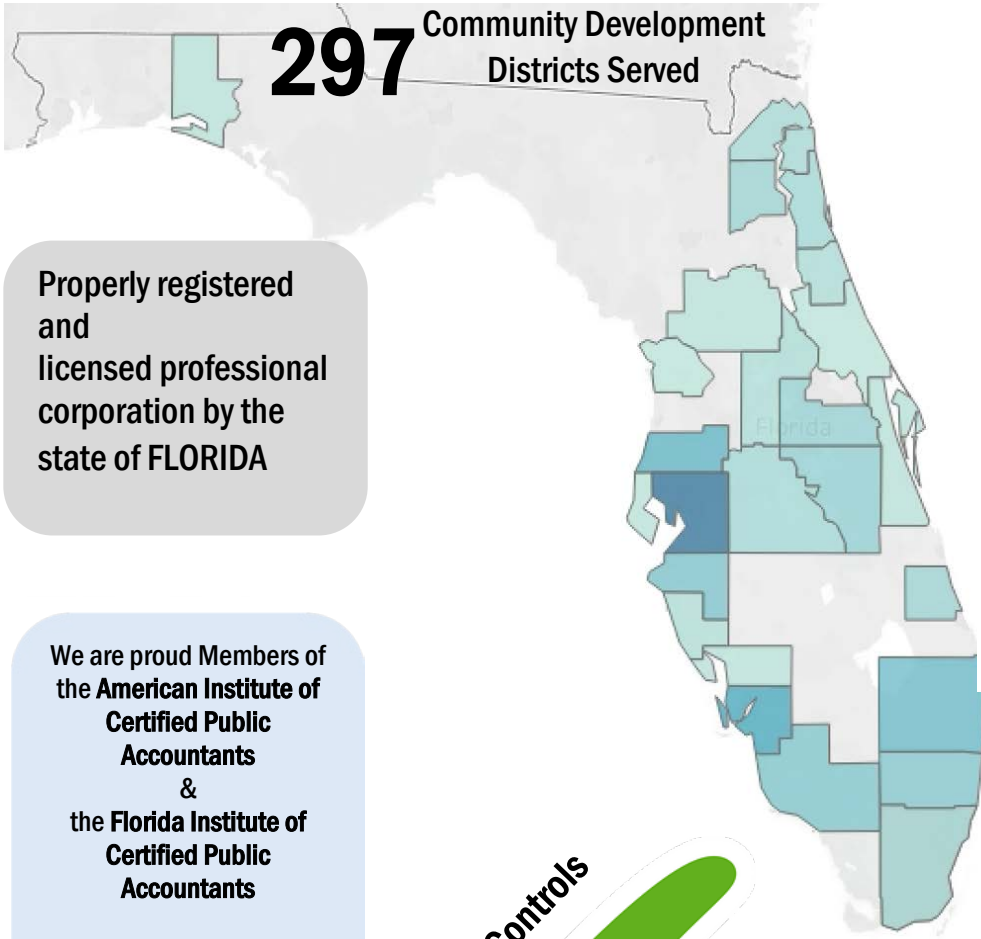 297
Community Development
Districts Served
Properly registered
and
licensed professional
corporation by the
state of FLORIDA
Florida
We are proud Members of
the American Institute of
Certified Public
Accountants
&
the Florida Institute of
Certified Public
Accountants
Controls